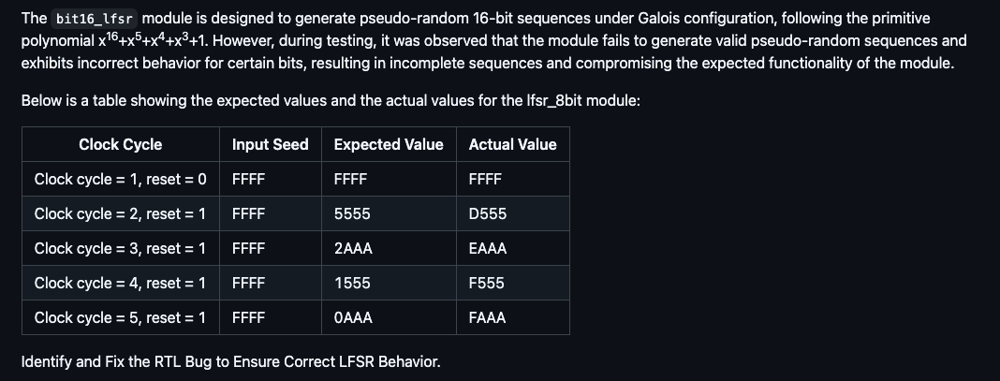 The bit16_lfsr module is designed to generate pseudo-random 16-bit sequences under Galois configuration, following the primitive
polynomial x¹⁶+x⁵+x⁴+x³+1. However, during testing, it was observed that the module fails to generate valid pseudo-random sequences and
exhibits incorrect behavior for certain bits, resulting in incomplete sequences and compromising the expected functionality of the module.
Below is a table showing the expected values and the actual values for the lfsr_8bit module:
Clock Cycle Input Seed Expected Value Actual Value
Clock cycle = 1, reset = 0 FFFF FFFF FFFF
Clock cycle = 2, reset = 1 FFFF 5555 D555
Clock cycle = 3, reset = 1 FFFF 2AAA EAAA
Clock cycle = 4, reset = 1 FFFF 1555 F555
Clock cycle = 5, reset = 1 FFFF 0AAA FAAA
Identify and Fix the RTL Bug to Ensure Correct LFSR Behavior.